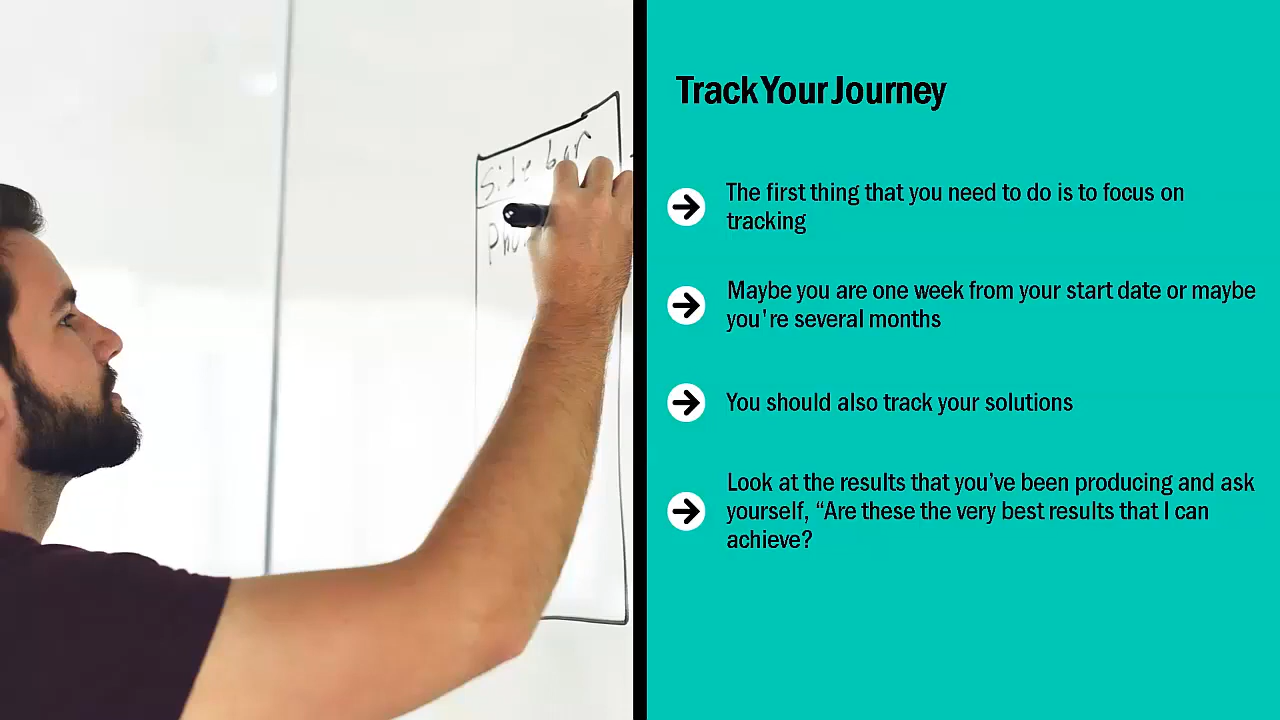 Side bar
Track Your Journey
The first thing that you need to do is to focus on
tracking
Maybe you are one week from your start date or maybe
you're several months
You should also track your solutions
Look at the results that you’ve been producing and ask
yourself, “Are these the very best results that I can
achieve?